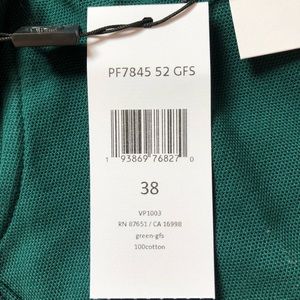 PF7845 52 GFS
1 93869 76827 0
38
VP1003
RN 87651 / CA 16998
green-gfs
100cotton